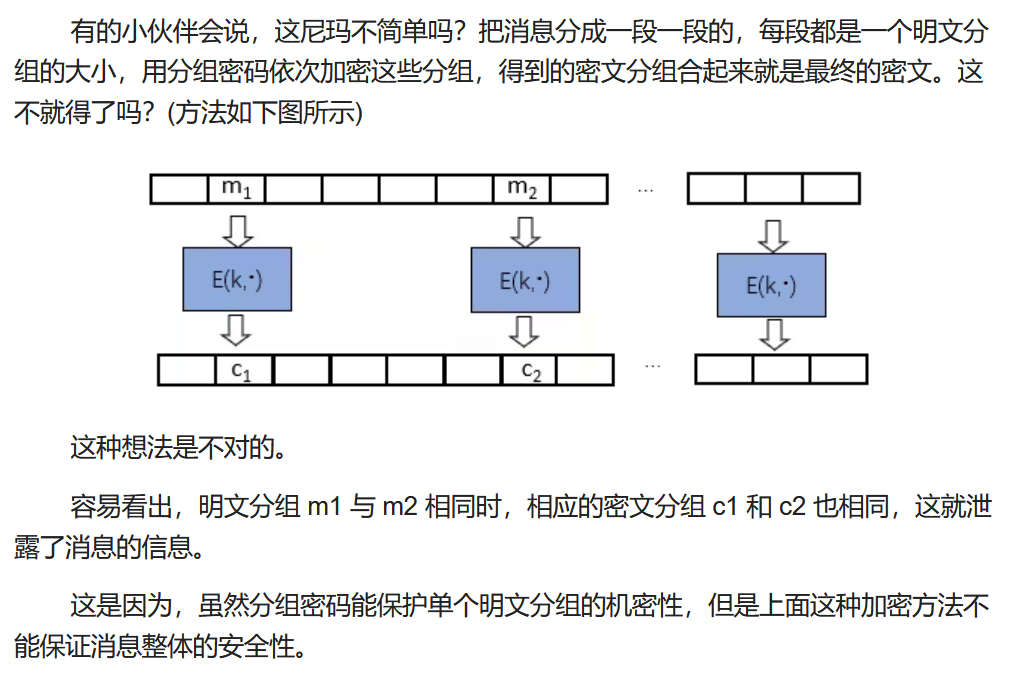 有的小伙伴会说，这尼玛不简单吗？把消息分成一段一段的，每段都是一个明文分
组的大小，用分组密码依次加密这些分组，得到的密文分组合起来就是最终的密文。这
不就得了吗？(方法如下图所示)
m₁ m₂ ...
E(k,·) E(k,·) E(k,·)
c₁ c₂ ...
这种想法是不对的。
容易看出，明文分组 m1 与 m2 相同时，相应的密文分组 c1 和 c2 也相同，这就泄
露了消息的信息。
这是因为，虽然分组密码能保护单个明文分组的机密性，但是上面这种加密方法不
能保证消息整体的安全性。